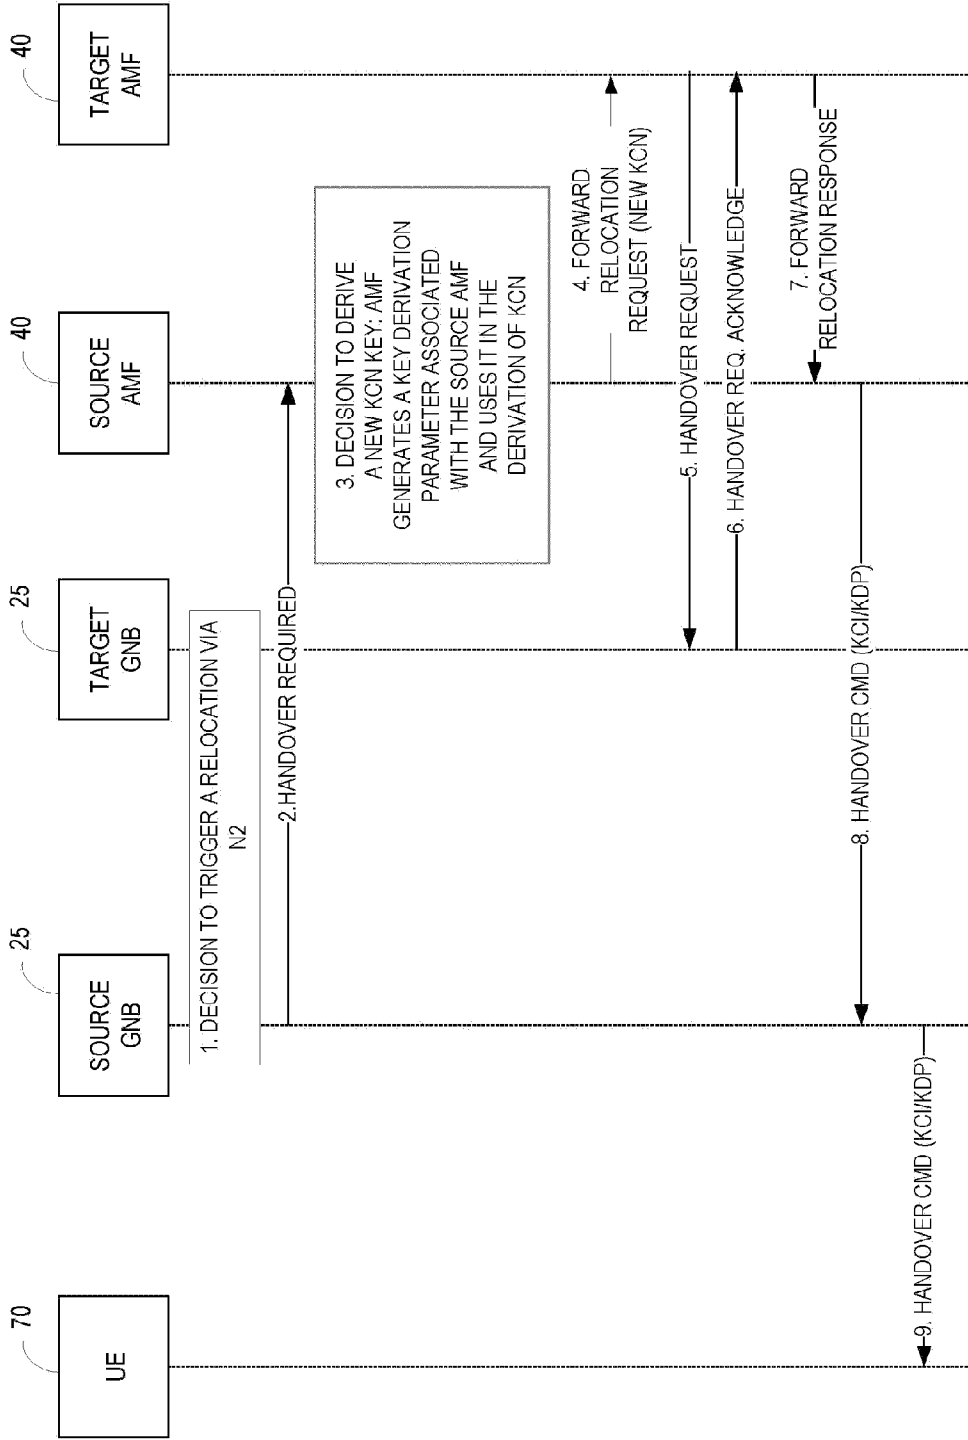 70
UE
25
SOURCE
GNB
25
TARGET
GNB
40
SOURCE
AMF
40
TARGET
AMF
1. DECISION TO TRIGGER A RELOCATION VIA
N2
2.HANDOVER REQUIRED
3. DECISION TO DERIVE
A NEW KCN KEY: AMF
GENERATES A KEY DERIVATION
PARAMETER ASSOCIATED
WITH THE SOURCE AMF
AND USES IT IN THE
DERIVATION OF KCN
4. FORWARD
RELOCATION
REQUEST (NEW KCN)
5. HANDOVER REQUEST
6. HANDOVER REQ. ACKNOWLEDGE
7. FORWARD
RELOCATION RESPONSE
8. HANDOVER CMD (KCI/KDP)
9. HANDOVER CMD (KCI/KDP)